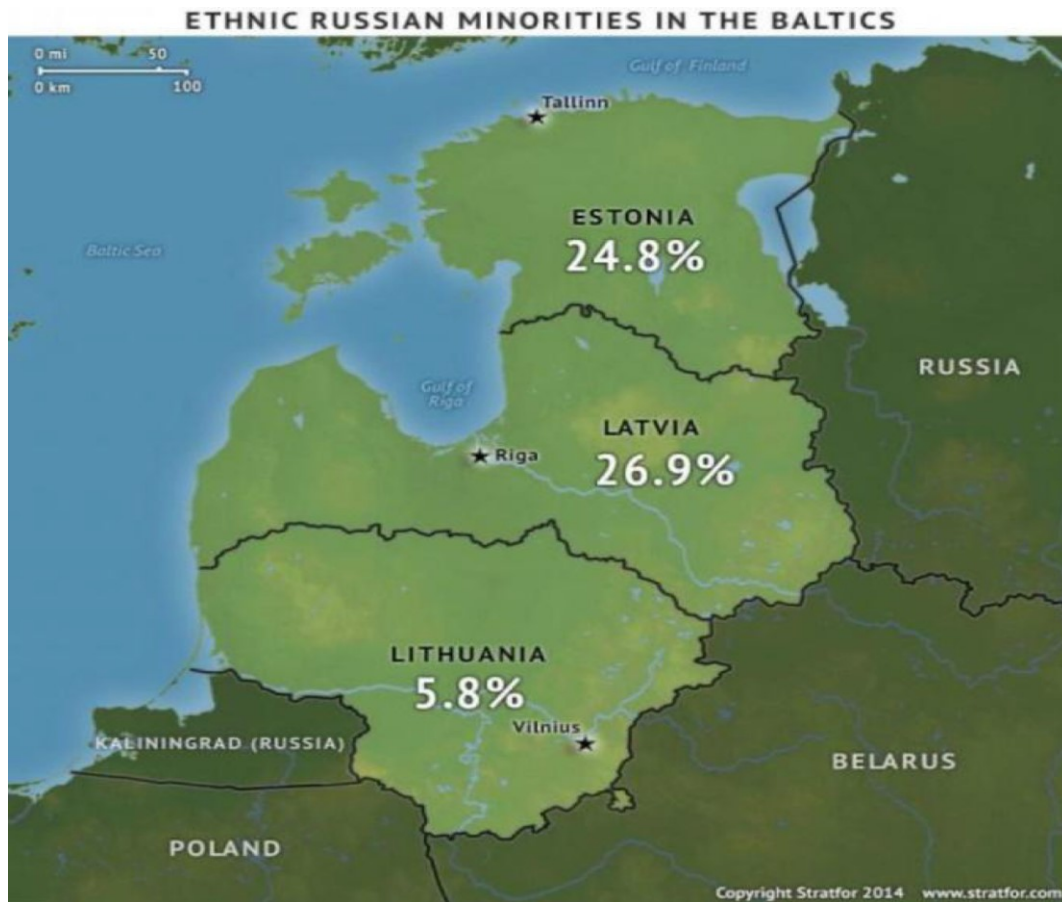 ETHNIC RUSSIAN MINORITIES IN THE BALTICS
0 mi 50
0 km 100
Gulf of Finland
Tallinn
Baltic Sea
ESTONIA
24.8%
RUSSIA
Gulf of
Riga
LATVIA
Riga
26.9%
LITHUANIA
5.8%
Vilnius
KALININGRAD (RUSSIA)
BELARUS
POLAND
Copyright Stratfor 2014 www.stratfor.com